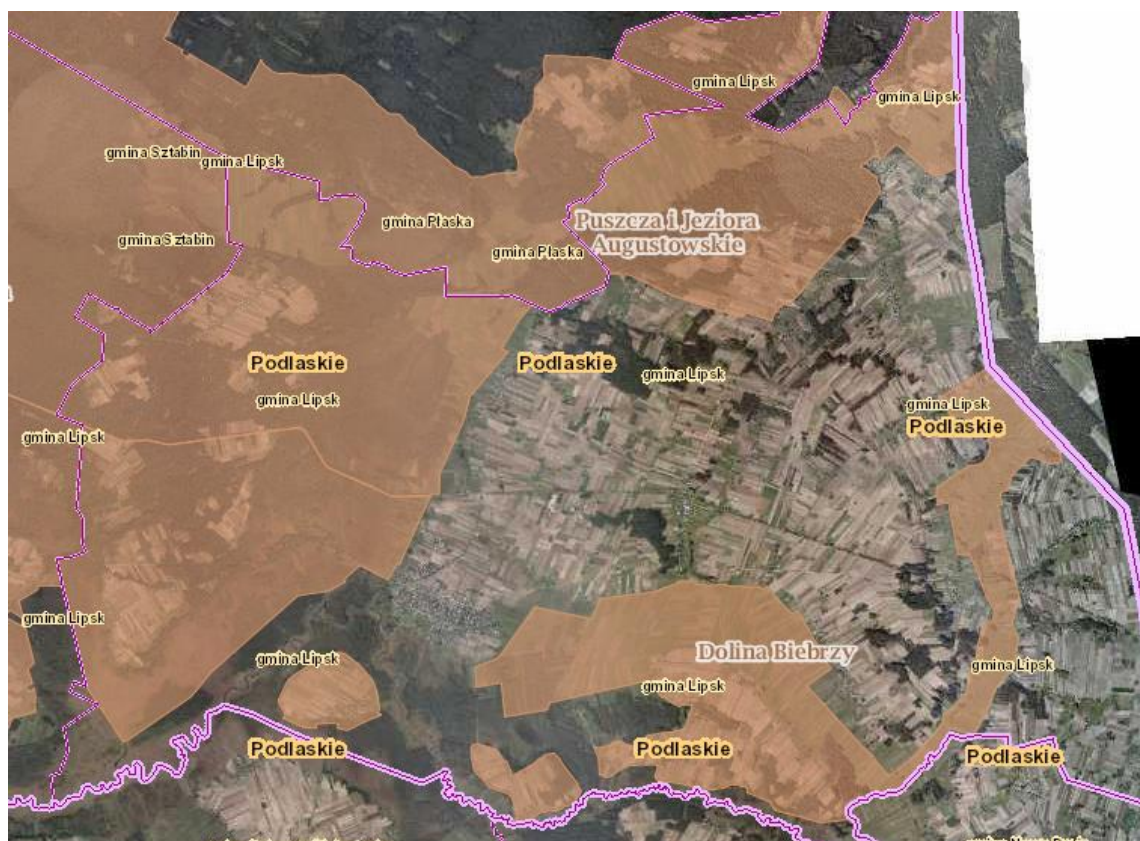 gmina Lipsk
gmina Lipsk
gmina Sztabin
gmina Lipsk
gmina Płaska
Puszcza i Jeziora
Augustowskie
gmina Sztabin
gmina Płaska
Podlaskie
Podlaskie
gmina Lipsk
gmina Lipsk
gmina Lipsk
Podlaskie
gmina Lipsk
gmina Lipsk
Dolina Biebrzy
gmina Lipsk
gmina Lipsk
gmina Lipsk
Podlaskie
Podlaskie
Podlaskie